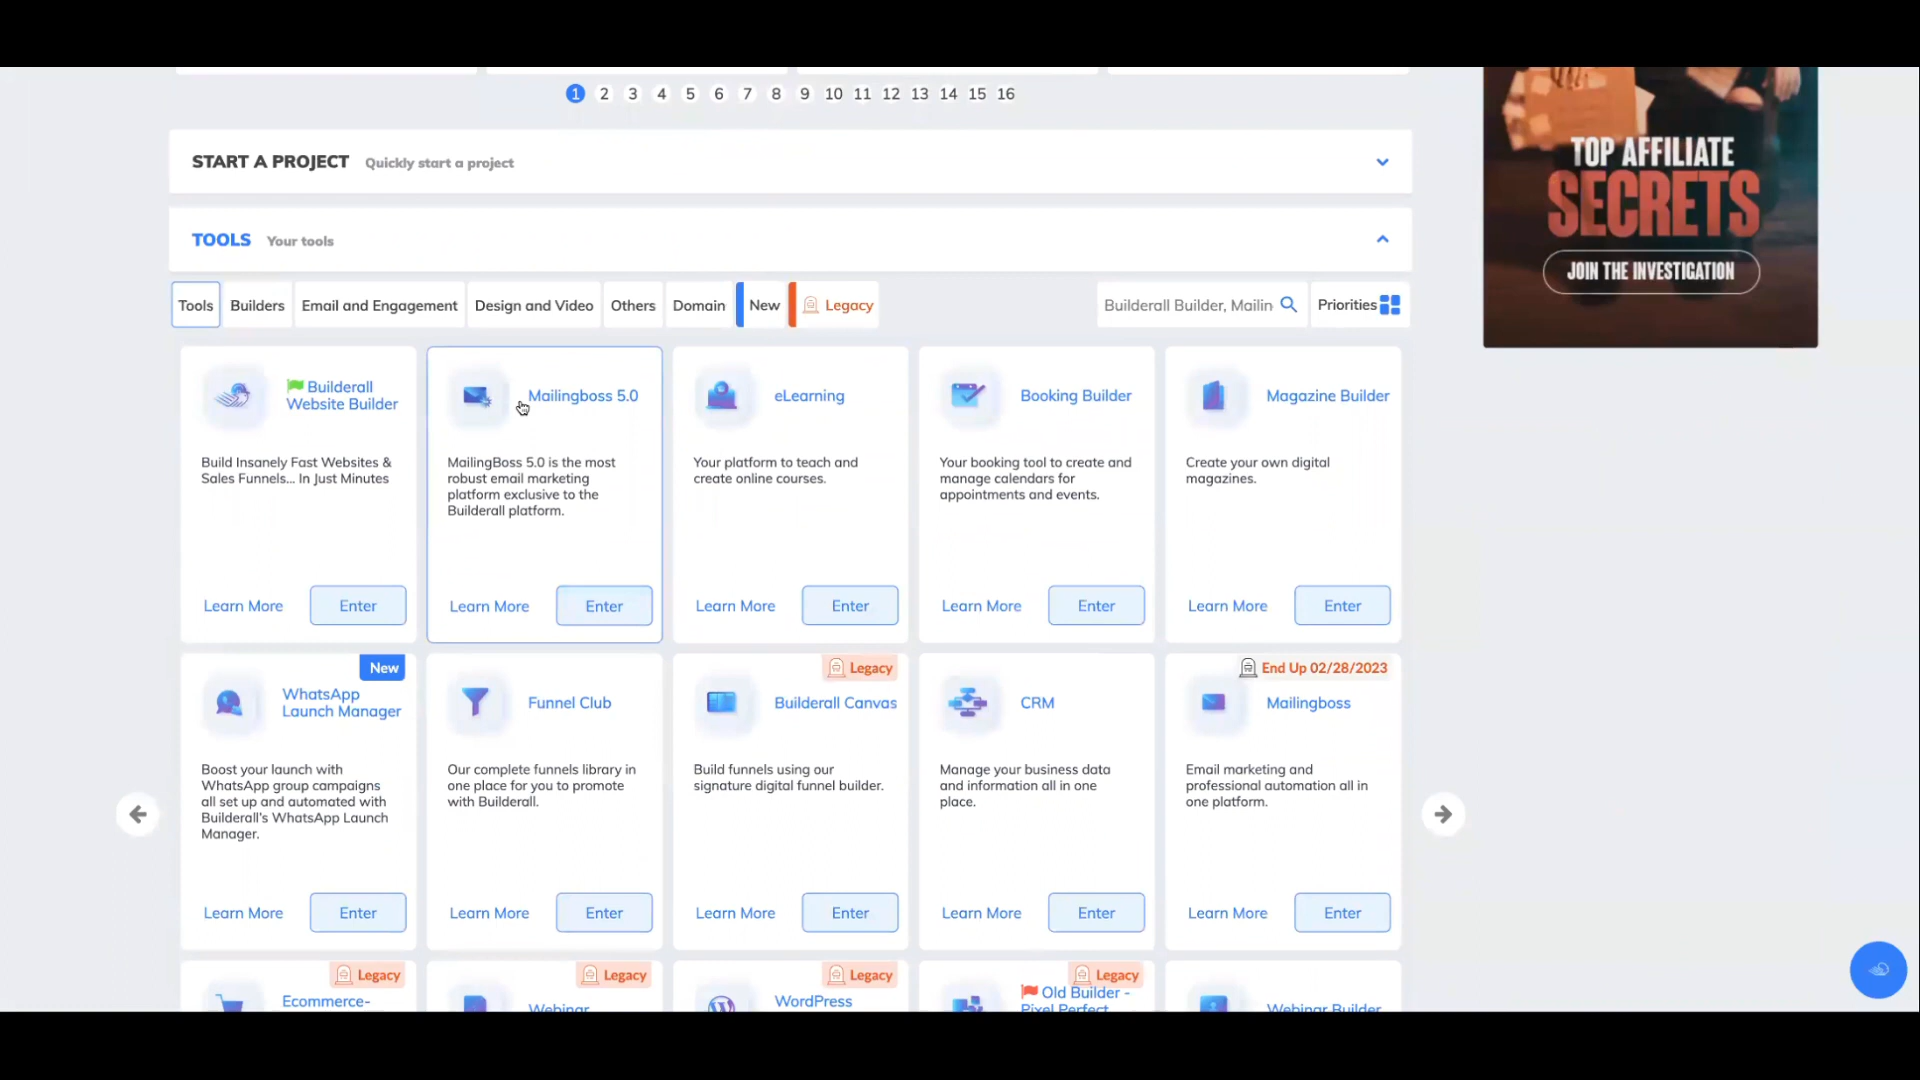 1 2 3 4 5 6 7 8 9 10 11 12 13 14 15 16
START A PROJECT Quickly start a project
TOOLS Your tools
Tools Builders Email and Engagement Design and Video Others Domain New Legacy Builderall Builder, Mailin Priorities
Builderall
Website Builder
Build Insanely Fast Websites &
Sales Funnels... In Just Minutes
Learn More Enter
Mailingboss 5.0
MailingBoss 5.0 is the most
robust email marketing
platform exclusive to the
Builderall platform.
Learn More Enter
eLearning
Your platform to teach and
create online courses.
Learn More Enter
Booking Builder
Your booking tool to create and
manage calendars for
appointments and events.
Learn More Enter
Magazine Builder
Create your own digital
magazines.
Learn More Enter
New
WhatsApp
Launch Manager
Boost your launch with
WhatsApp group campaigns
all set up and automated with
Builderall's WhatsApp Launch
Manager.
Learn More Enter
Funnel Club
Our complete funnels library in
one place for you to promote
with Builderall.
Learn More Enter
Legacy
Builderall Canvas
Build funnels using our
signature digital funnel builder.
Learn More Enter
CRM
Manage your business data
and information all in one
place.
Learn More Enter
End Up 02/28/2023
Mailingboss
Email marketing and
professional automation all in
one platform.
Learn More Enter
Legacy
Ecommerce-
Legacy
Webinar
Legacy
WordPress
Legacy
Old Builder -
Pixel Perfect
Webinar Builder
TOP AFFILIATE
SECRETS
JOIN THE INVESTIGATION